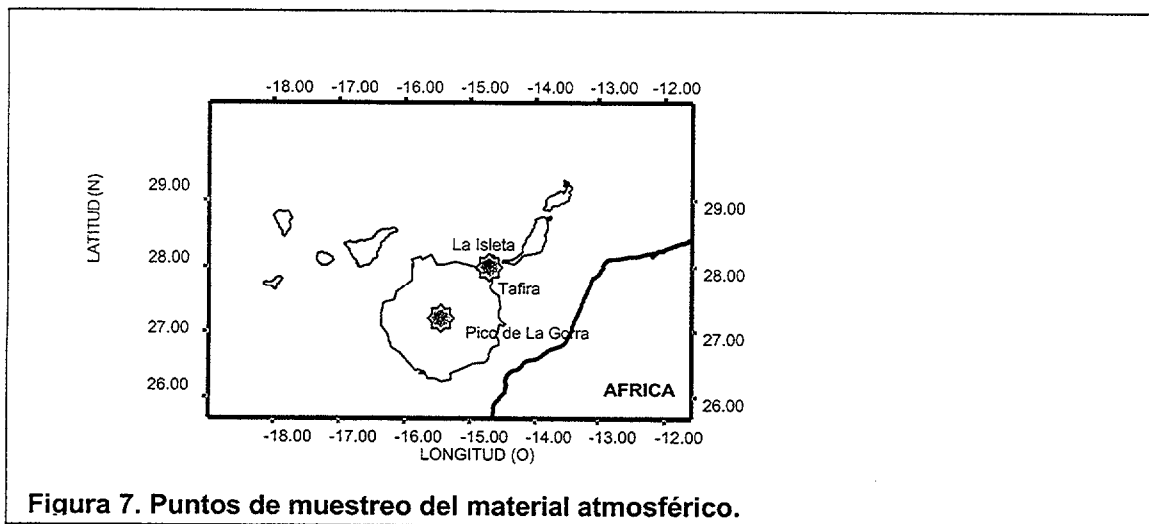 -18.00 -17.00 -16.00 -15.00 -14.00 -13.00 -12.00
LATITUD (N)
29.00
28.00
27.00
26.00
La Isleta
Tafira
Pico de La Gorra
AFRICA
29.00
28.00
27.00
26.00
-18.00 -17.00 -16.00 -15.00 -14.00 -13.00 -12.00
LONGITUD (O)
Figura 7. Puntos de muestreo del material atmosférico.